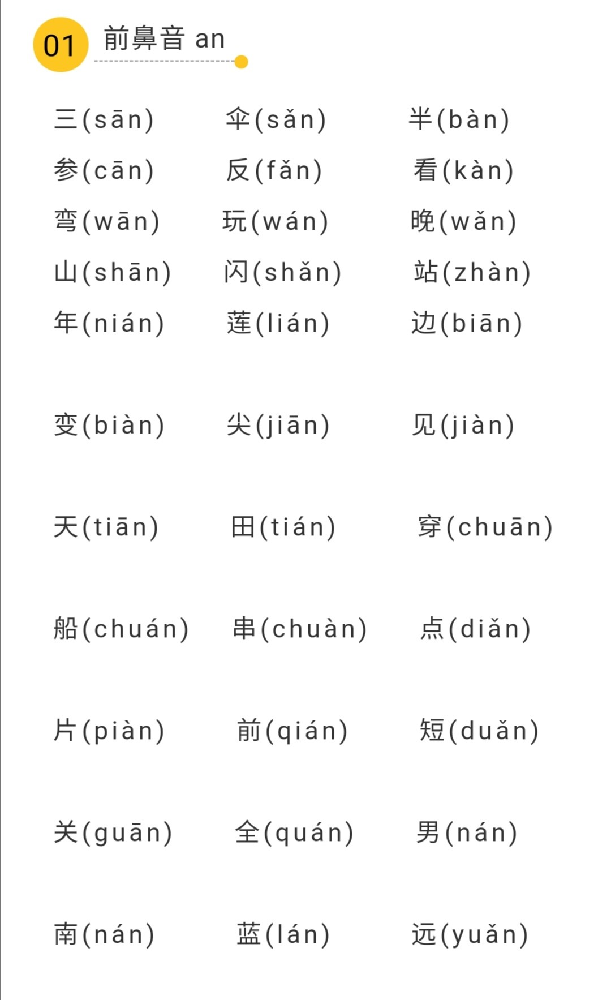 01 前鼻音 an
三(sān) 伞(sǎn) 半(bàn)
参(cān) 反(fǎn) 看(kàn)
弯(wān) 玩(wán) 晚(wǎn)
山(shān) 闪(shǎn) 站(zhàn)
年(nián) 莲(lián) 边(biān)
变(biàn) 尖(jiān) 见(jiàn)
天(tiān) 田(tián) 穿(chuān)
船(chuán) 串(chuàn) 点(diǎn)
片(piàn) 前(qián) 短(duǎn)
关(guān) 全(quán) 男(nán)
南(nán) 蓝(lán) 远(yuǎn)